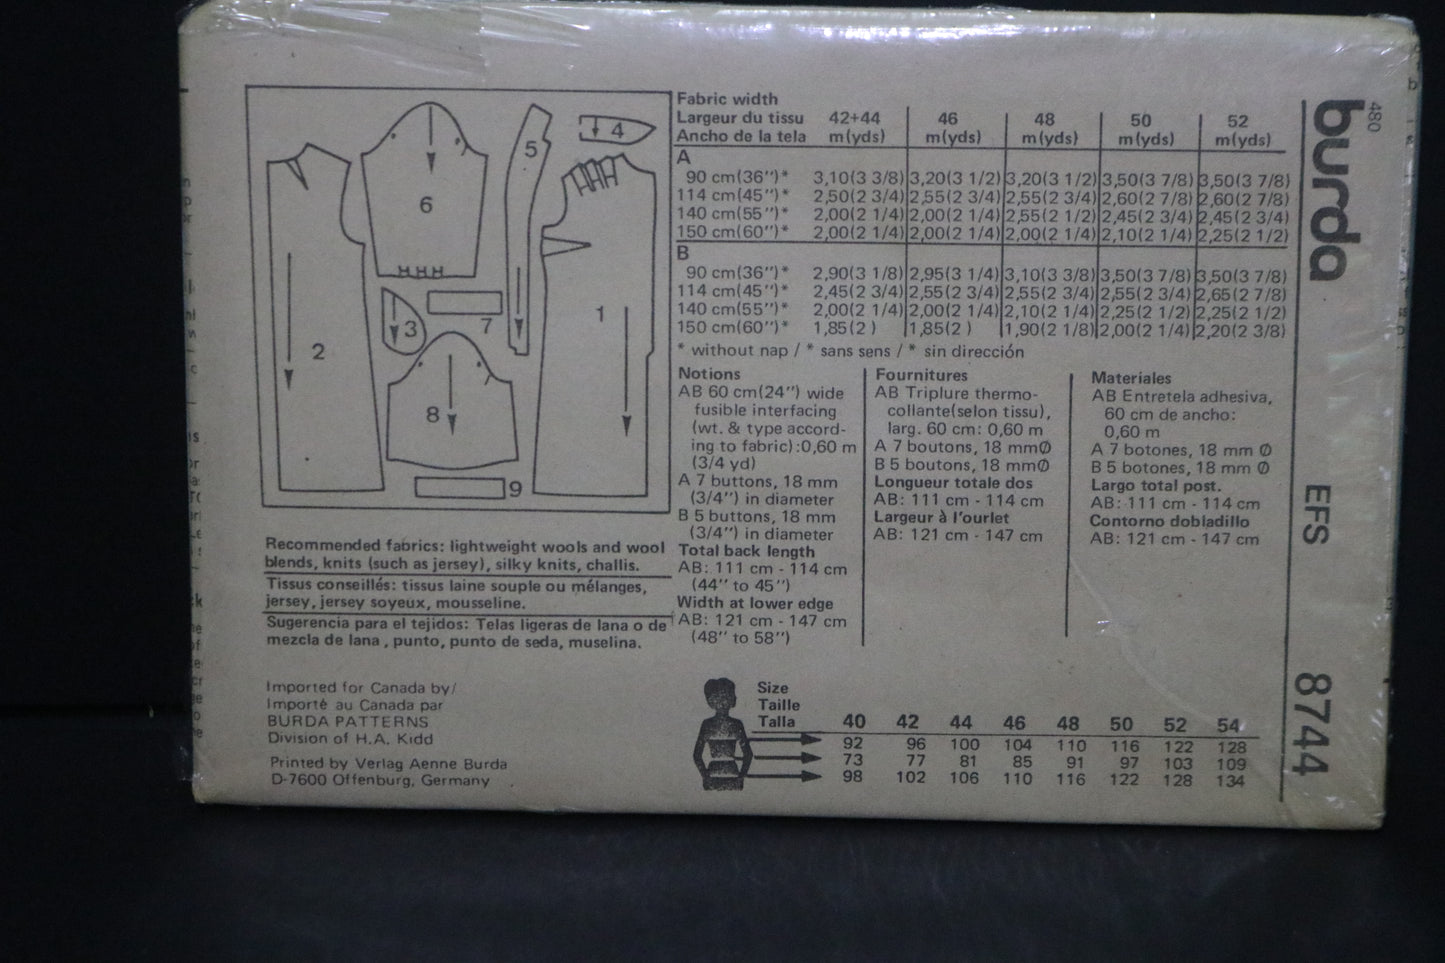 Fabric width
Largeur du tissu 42+44 46 48 50 52
Ancho de la tela m(yds) m(yds) m(yds) m(yds) m(yds)
A
90 cm(36")* 3,10(3 3/8) 3,20(3 1/2) 3,20(3 1/2) 3,50(3 7/8) 3,50(3 7/8)
114 cm(45")* 2,50(2 3/4) 2,55(2 3/4) 2,55(2 3/4) 2,60(2 7/8) 2,60(2 7/8)
140 cm(55")* 2,00(2 1/4) 2,00(2 1/4) 2,55(2 1/2) 2,45(2 3/4) 2,45(2 3/4)
150 cm(60")* 2,00(2 1/4) 2,00(2 1/4) 2,00(2 1/4) 2,10(2 1/4) 2,25(2 1/2)
B
90 cm(36")* 2,90(3 1/8) 2,95(3 1/4) 3,10(3 3/8) 3,50(3 7/8) 3,50(3 7/8)
114 cm(45")* 2,45(2 3/4) 2,55(2 3/4) 2,55(2 3/4) 2,55(2 3/4) 2,65(2 7/8)
140 cm(55")* 2,00(2 1/4) 2,00(2 1/4) 2,10(2 1/4) 2,25(2 1/2) 2,25(2 1/2)
150 cm(60")* 1,85(2 ) 1,85(2 ) 1,90(2 1/8) 2,00(2 1/4) 2,20(2 3/8)
* without nap / * sans sens / * sin dirección
Notions
AB 60 cm(24") wide
fusible interfacing
(wt. & type accord-
ing to fabric):0,60 m
(3/4 yd)
A 7 buttons, 18 mm
(3/4") in diameter
B 5 buttons, 18 mm
(3/4") in diameter
Total back length
AB: 111 cm - 114 cm
(44" to 45")
Width at lower edge
AB: 121 cm - 147 cm
(48" to 58")
Fournitures
AB Triplure thermo-
collante(selon tissu),
larg. 60 cm: 0,60 m
A 7 boutons, 18 mmØ
B 5 boutons, 18 mmØ
Longueur totale dos
AB: 111 cm - 114 cm
Largeur à l'ourlet
AB: 121 cm - 147 cm
Materiales
AB Entretela adhesiva,
60 cm de ancho:
0,60 m
A 7 botones, 18 mm Ø
B 5 botones, 18 mm Ø
Largo total post.
AB: 111 cm - 114 cm
Contorno dobladillo
AB: 121 cm - 147 cm
1
2
3
4
5
6
7
8
9
Recommended fabrics: lightweight wools and wool
blends, knits (such as jersey), silky knits, challis.
Tissus conseillés: tissus laine souple ou mélanges,
jersey, jersey soyeux, mousseline.
Sugerencia para el tejidos: Telas ligeras de lana o de
mezcla de lana , punto, punto de seda, muselina.
Imported for Canada by/
Importé au Canada par
BURDA PATTERNS
Division of H.A. Kidd
Printed by Verlag Aenne Burda
D-7600 Offenburg, Germany
Size
Taille
Talla 40 42 44 46 48 50 52 54
92 96 100 104 110 116 122 128
73 77 81 85 91 97 103 109
98 102 106 110 116 122 128 134
480
burda
EFS
8744